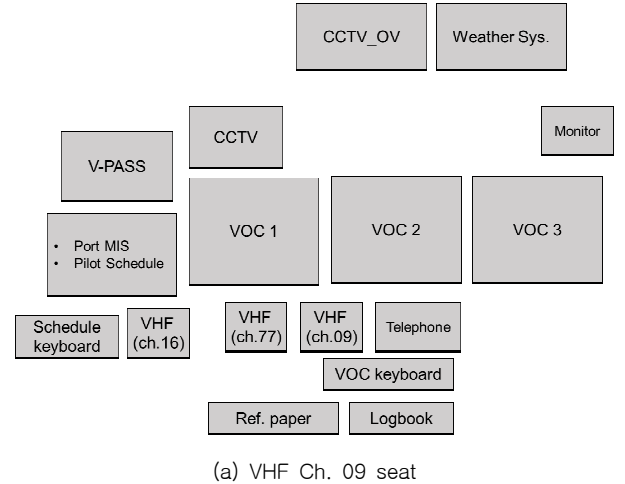 CCTV_OV
Weather Sys.
CCTV
Monitor
V-PASS
VOC 1
VOC 2
VOC 3
• Port MIS
• Pilot Schedule
Schedule
keyboard
VHF
(ch.16)
VHF
(ch.77)
VHF
(ch.09)
Telephone
VOC keyboard
Ref. paper
Logbook
(a) VHF Ch. 09 seat